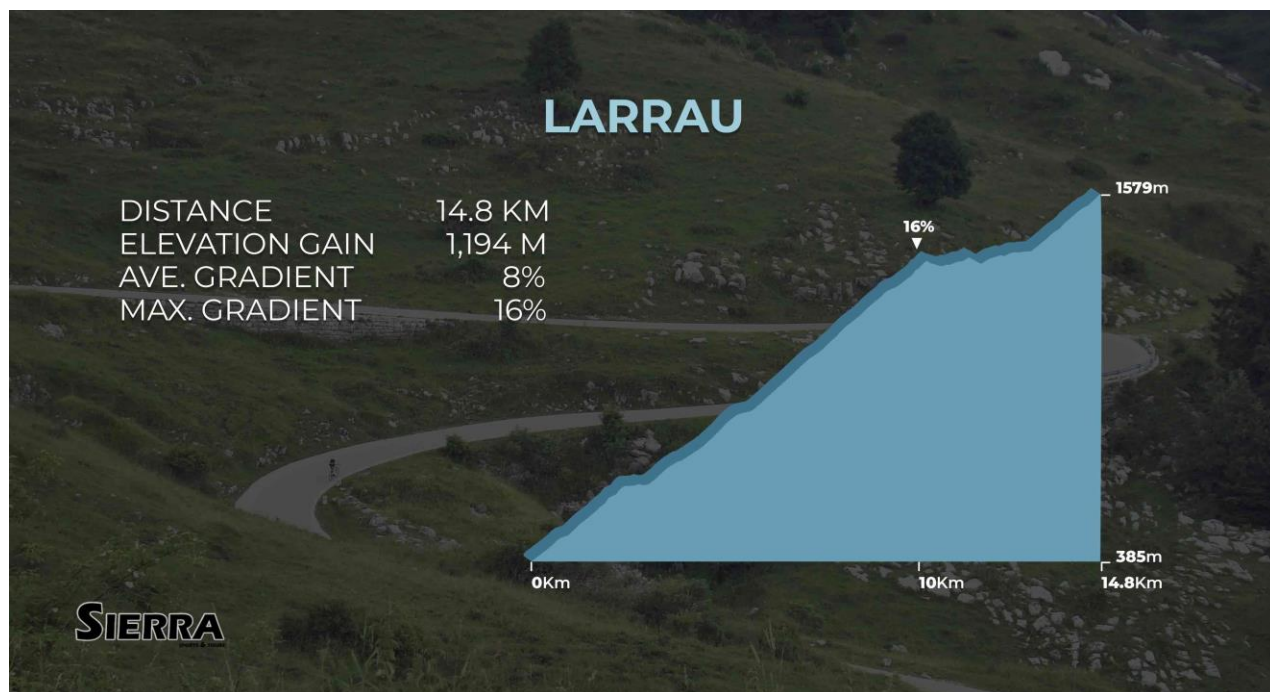 LARRAU
DISTANCE 14.8 KM
ELEVATION GAIN 1,194 M
AVE. GRADIENT 8%
MAX. GRADIENT 16%
1579m
16%
385m
0Km 10Km 14.8Km
SIERRA